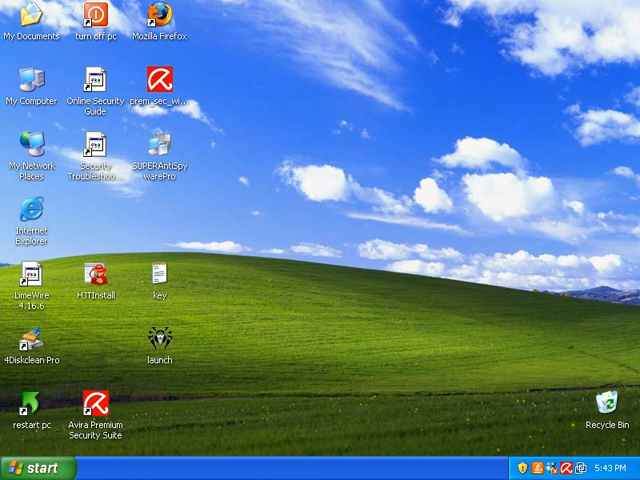 My Documents
turn off pc
Mozilla Firefox
My Computer
Online Security
Guide
prem_sec_wi...
My Network
Places
Security
Troubleshoo...
SUPERAntiSpy
warePro
Internet
Explorer
LimeWire
4.16.6
HJTInstall
key
4Diskclean Pro
launch
restart pc
Avira Premium
Security Suite
Recycle Bin
start
5:43 PM